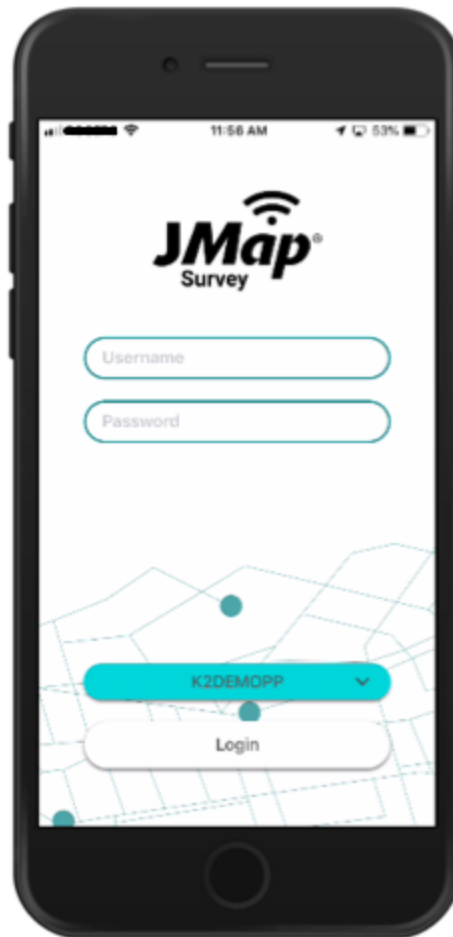 11:56 AM
53%
JMap®
Survey
Username
Password
K2DEMOPP
Login